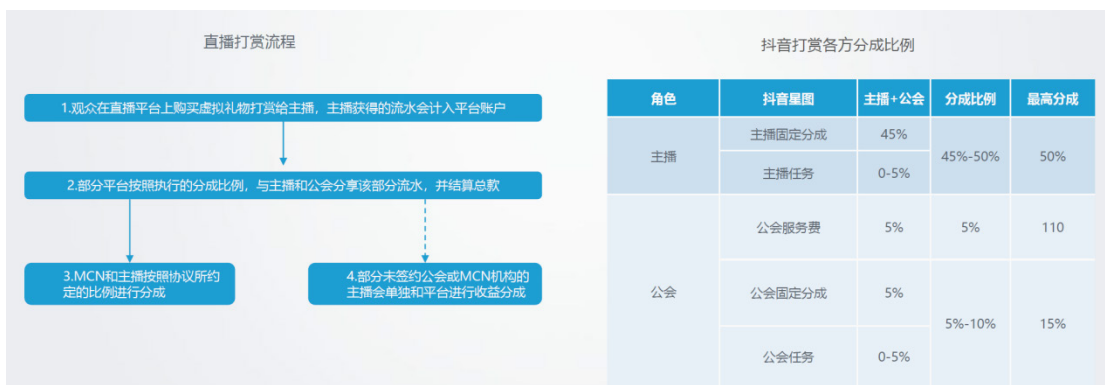 直播打赏流程
1.观众在直播平台上购买虚拟礼物打赏给主播，主播获得的流水会计入平台账户
2.部分平台按照执行的分成比例，与主播和公会分享该部分流水，并结算总款
3.MCN和主播按照协议所约
定的比例进行分成
4.部分未签约公会或MCN机构的
主播会单独和平台进行收益分成
抖音打赏各方分成比例
角色 抖音星图 主播+公会 分成比例 最高分成
主播 主播固定分成 45% 45%-50% 50%
主播任务 0-5%
公会 公会服务费 5% 5% 110
公会固定分成 5% 5%-10% 15%
公会任务 0-5%